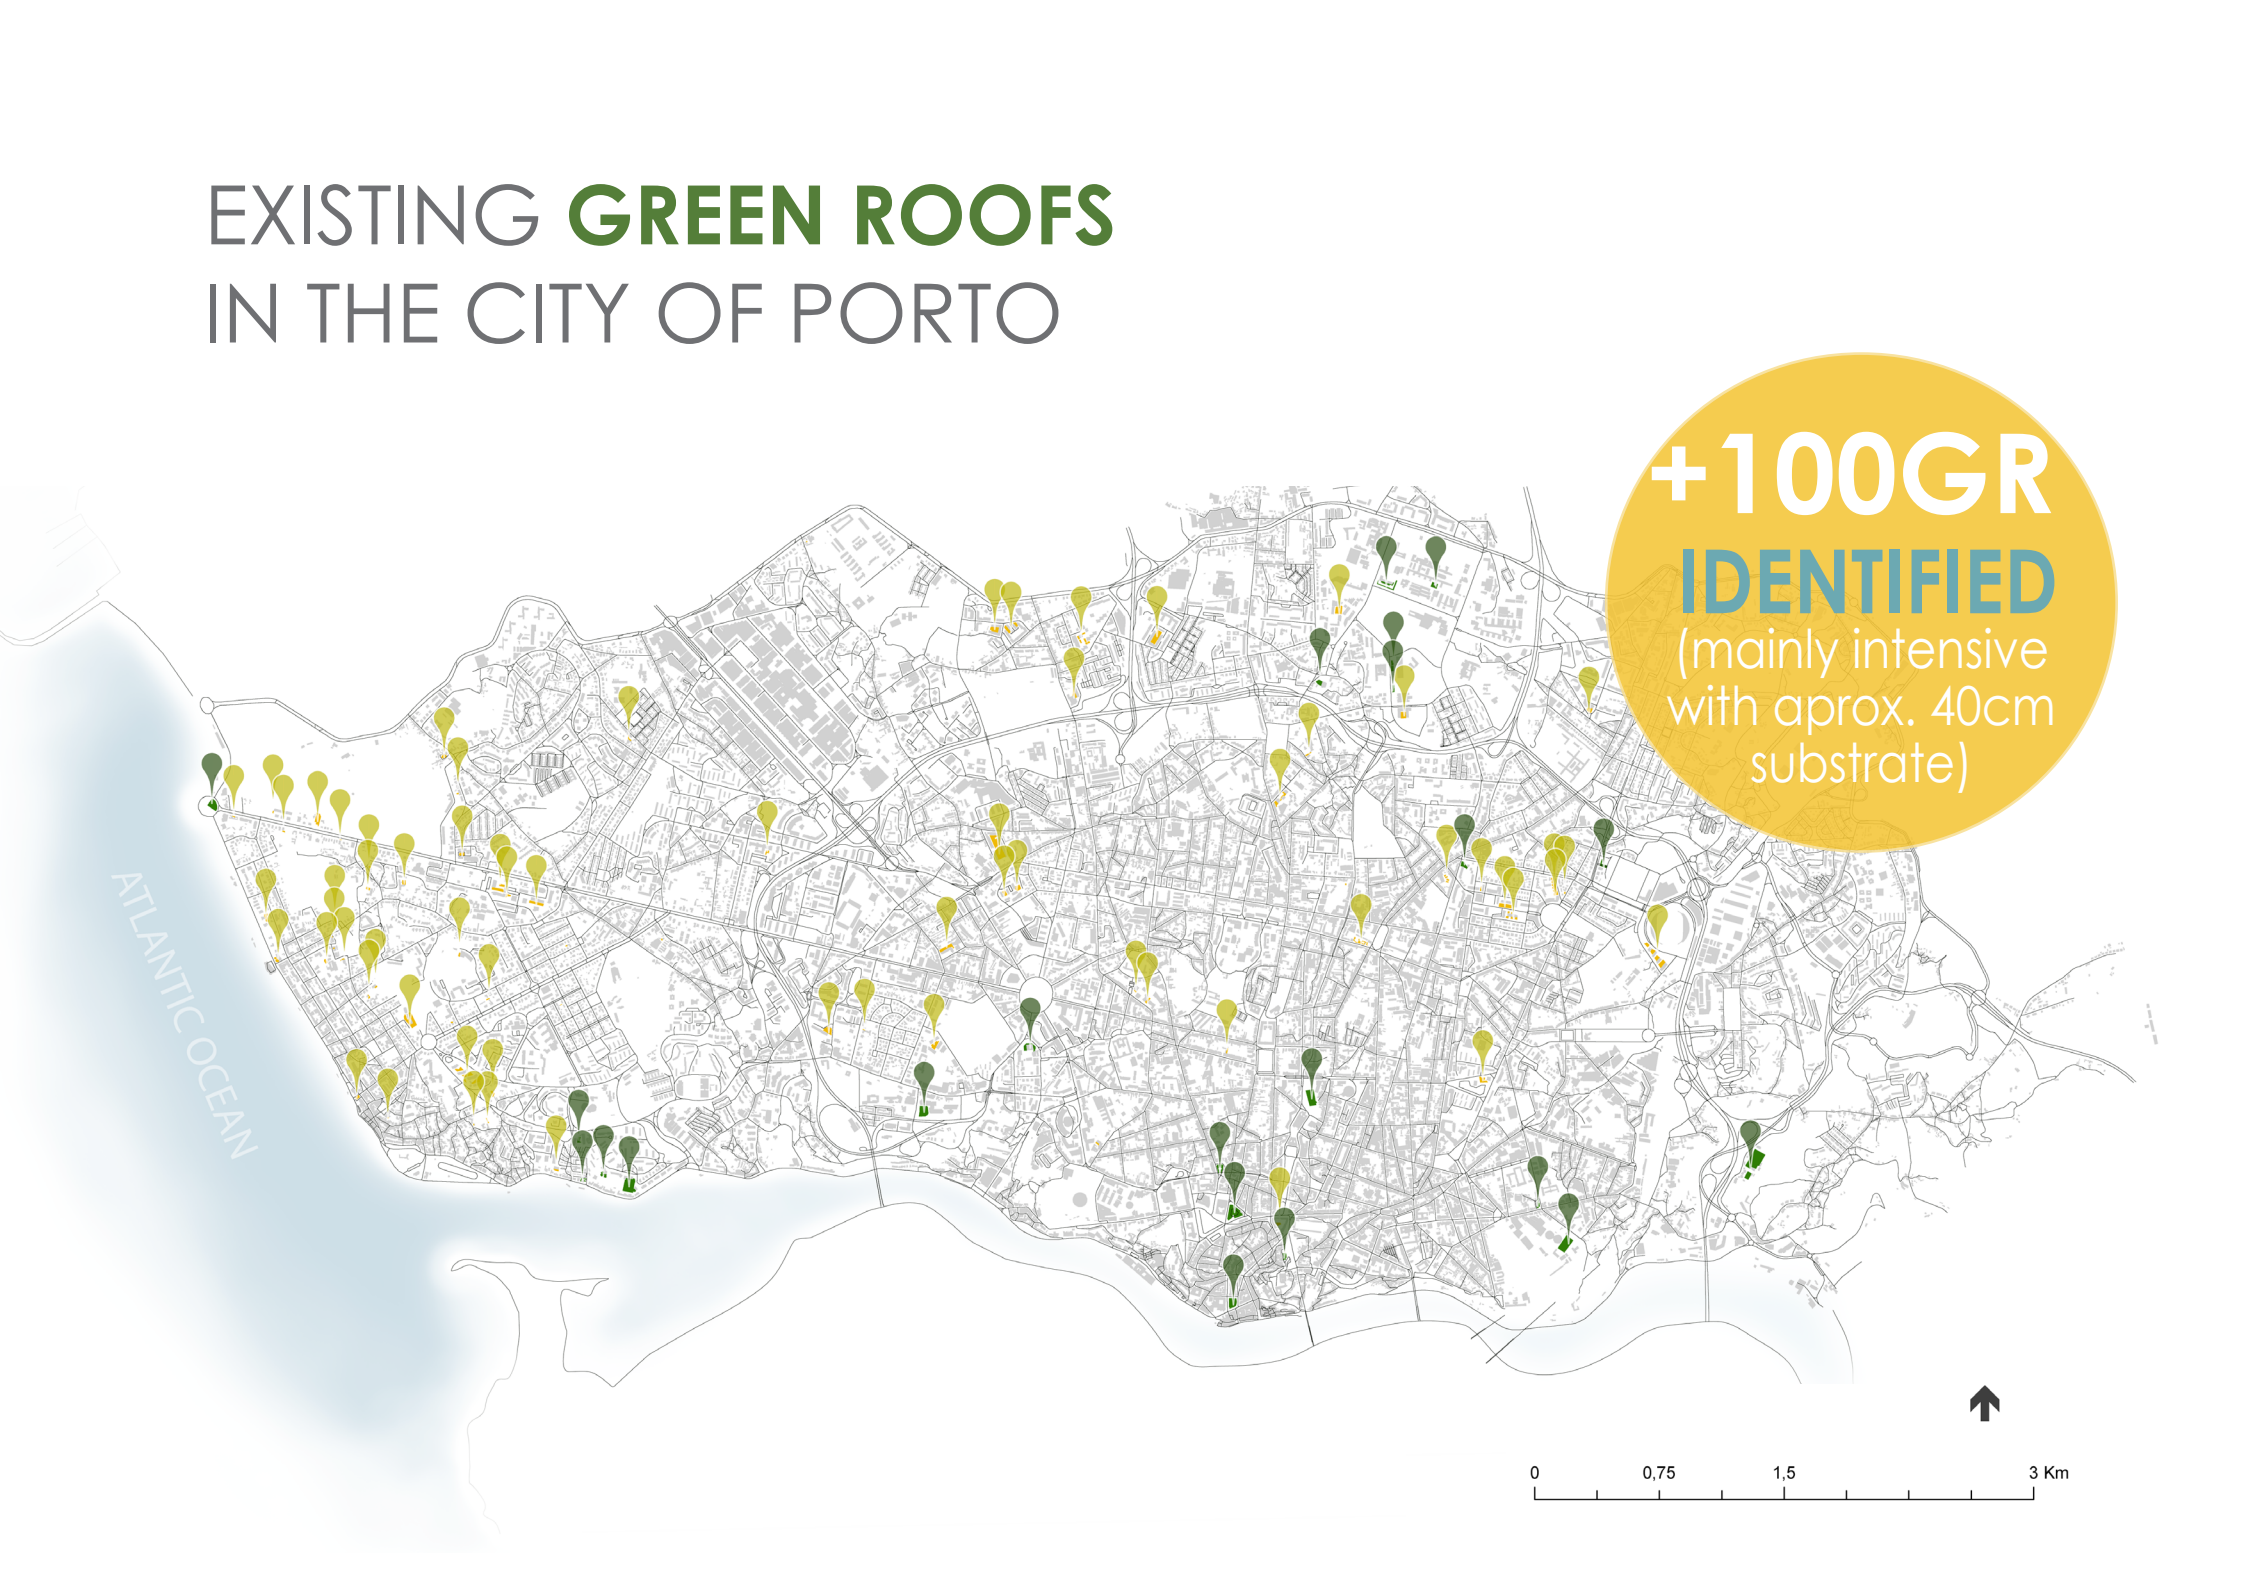 EXISTING GREEN ROOFS
IN THE CITY OF PORTO
+100GR
IDENTIFIED
(mainly intensive
with aprox. 40cm
substrate)
ATLANTIC OCEAN
0 0,75 1,5 3 Km